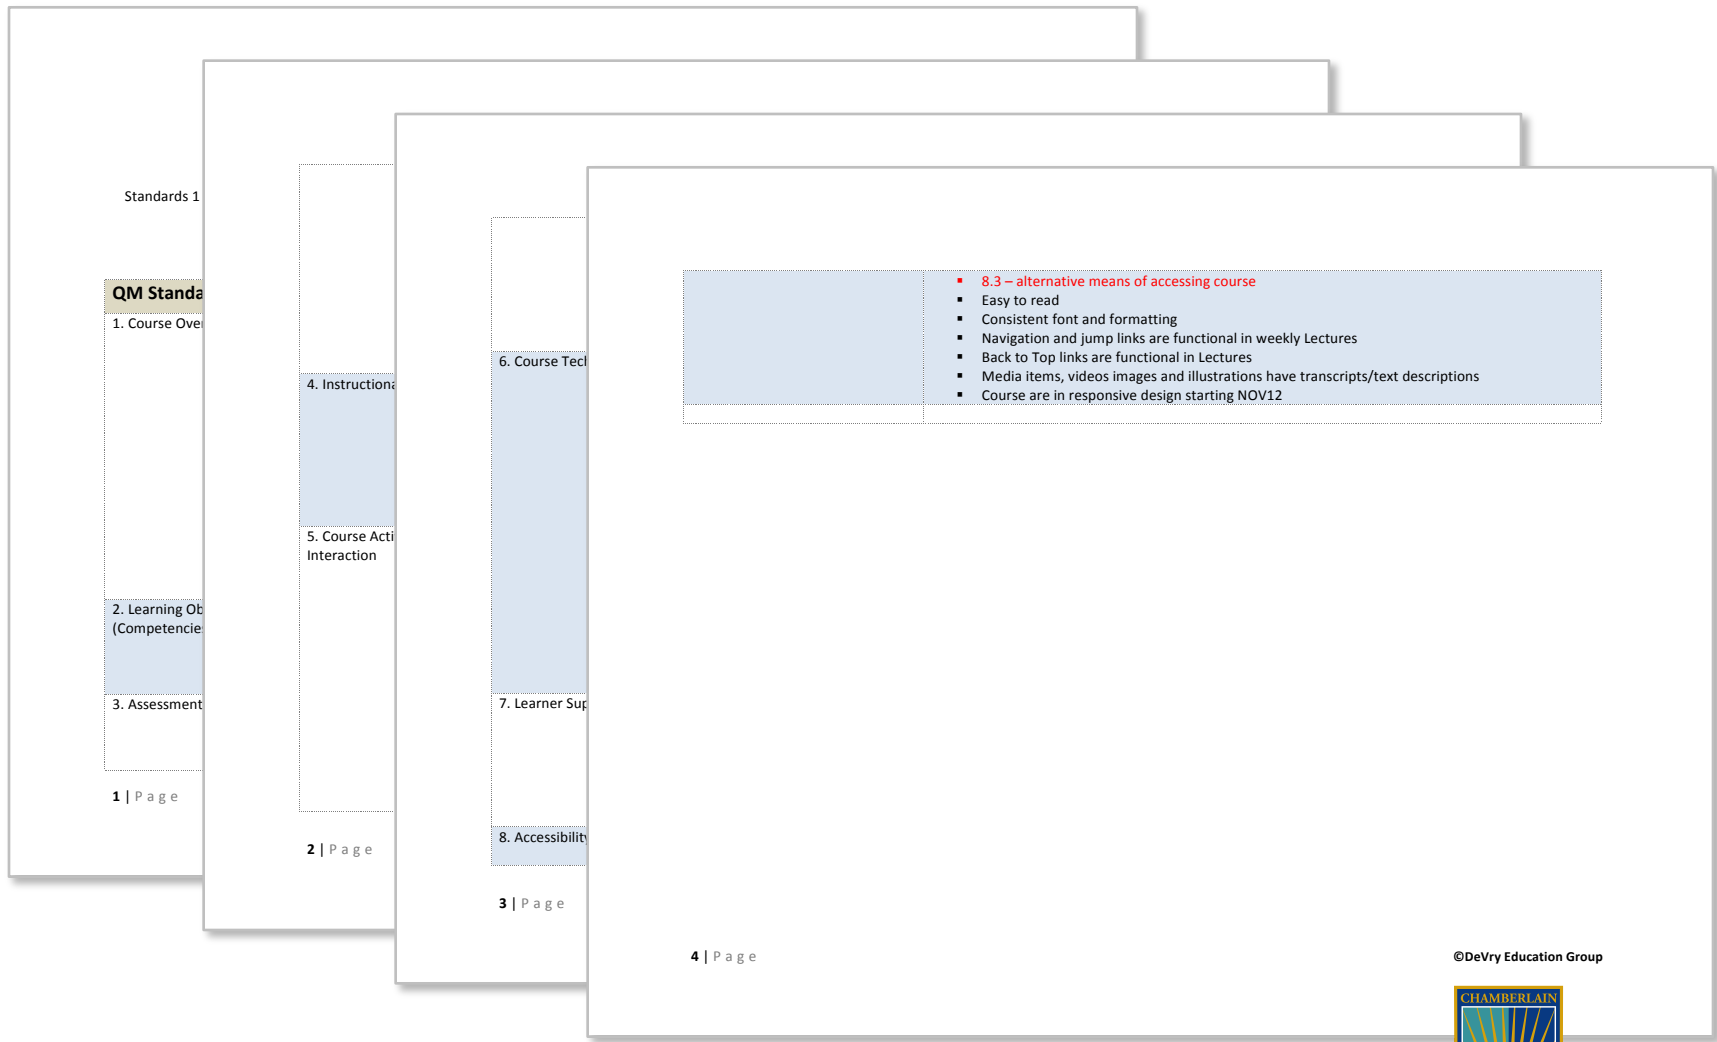 Standards 1
QM Standa
1. Course Over
2. Learning Ob
(Competencie
3. Assessment
1 | Page
4. Instructiona
5. Course Acti
Interaction
2 | Page
6. Course Tech
7. Learner Sup
8. Accessibility
3 | Page
▪ 8.3 – alternative means of accessing course
▪ Easy to read
▪ Consistent font and formatting
▪ Navigation and jump links are functional in weekly Lectures
▪ Back to Top links are functional in Lectures
▪ Media items, videos images and illustrations have transcripts/text descriptions
▪ Course are in responsive design starting NOV12
4 | Page
©DeVry Education Group
CHAMBERLAIN